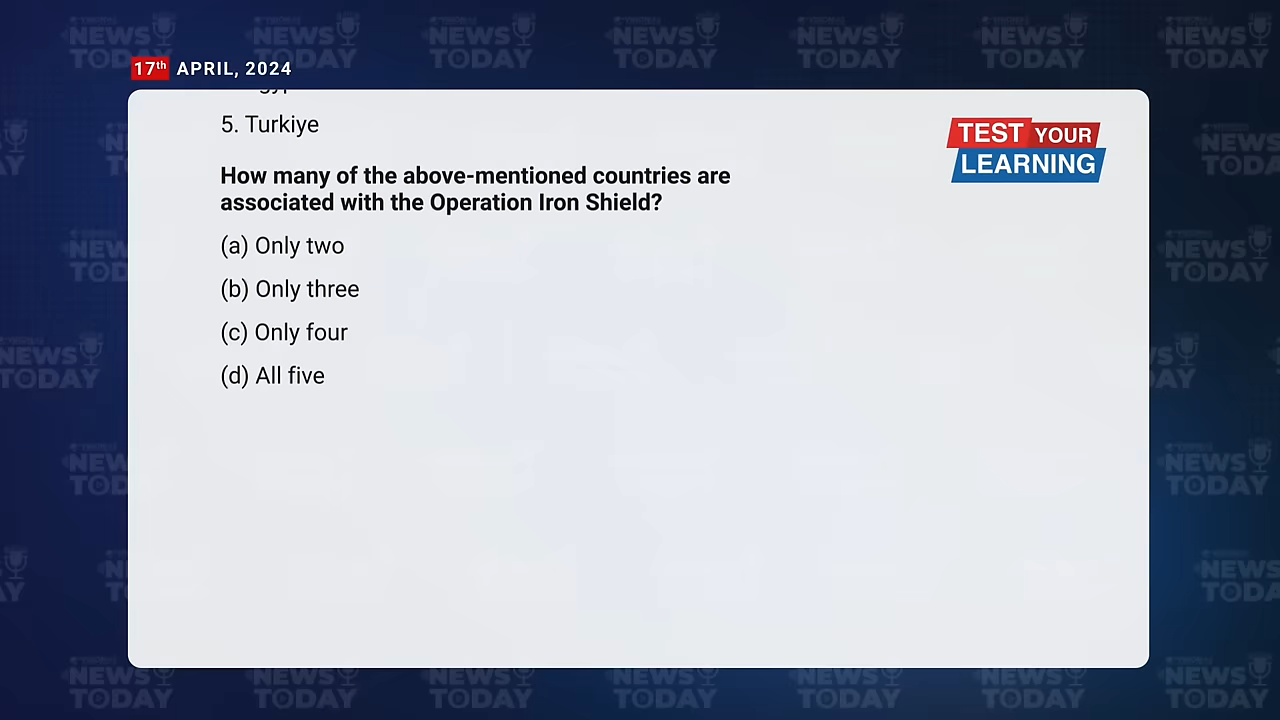 17th APRIL, 2024
5. Turkiye
TEST YOUR
LEARNING
How many of the above-mentioned countries are
associated with the Operation Iron Shield?
(a) Only two
(b) Only three
(c) Only four
(d) All five
NEWS
TODAY